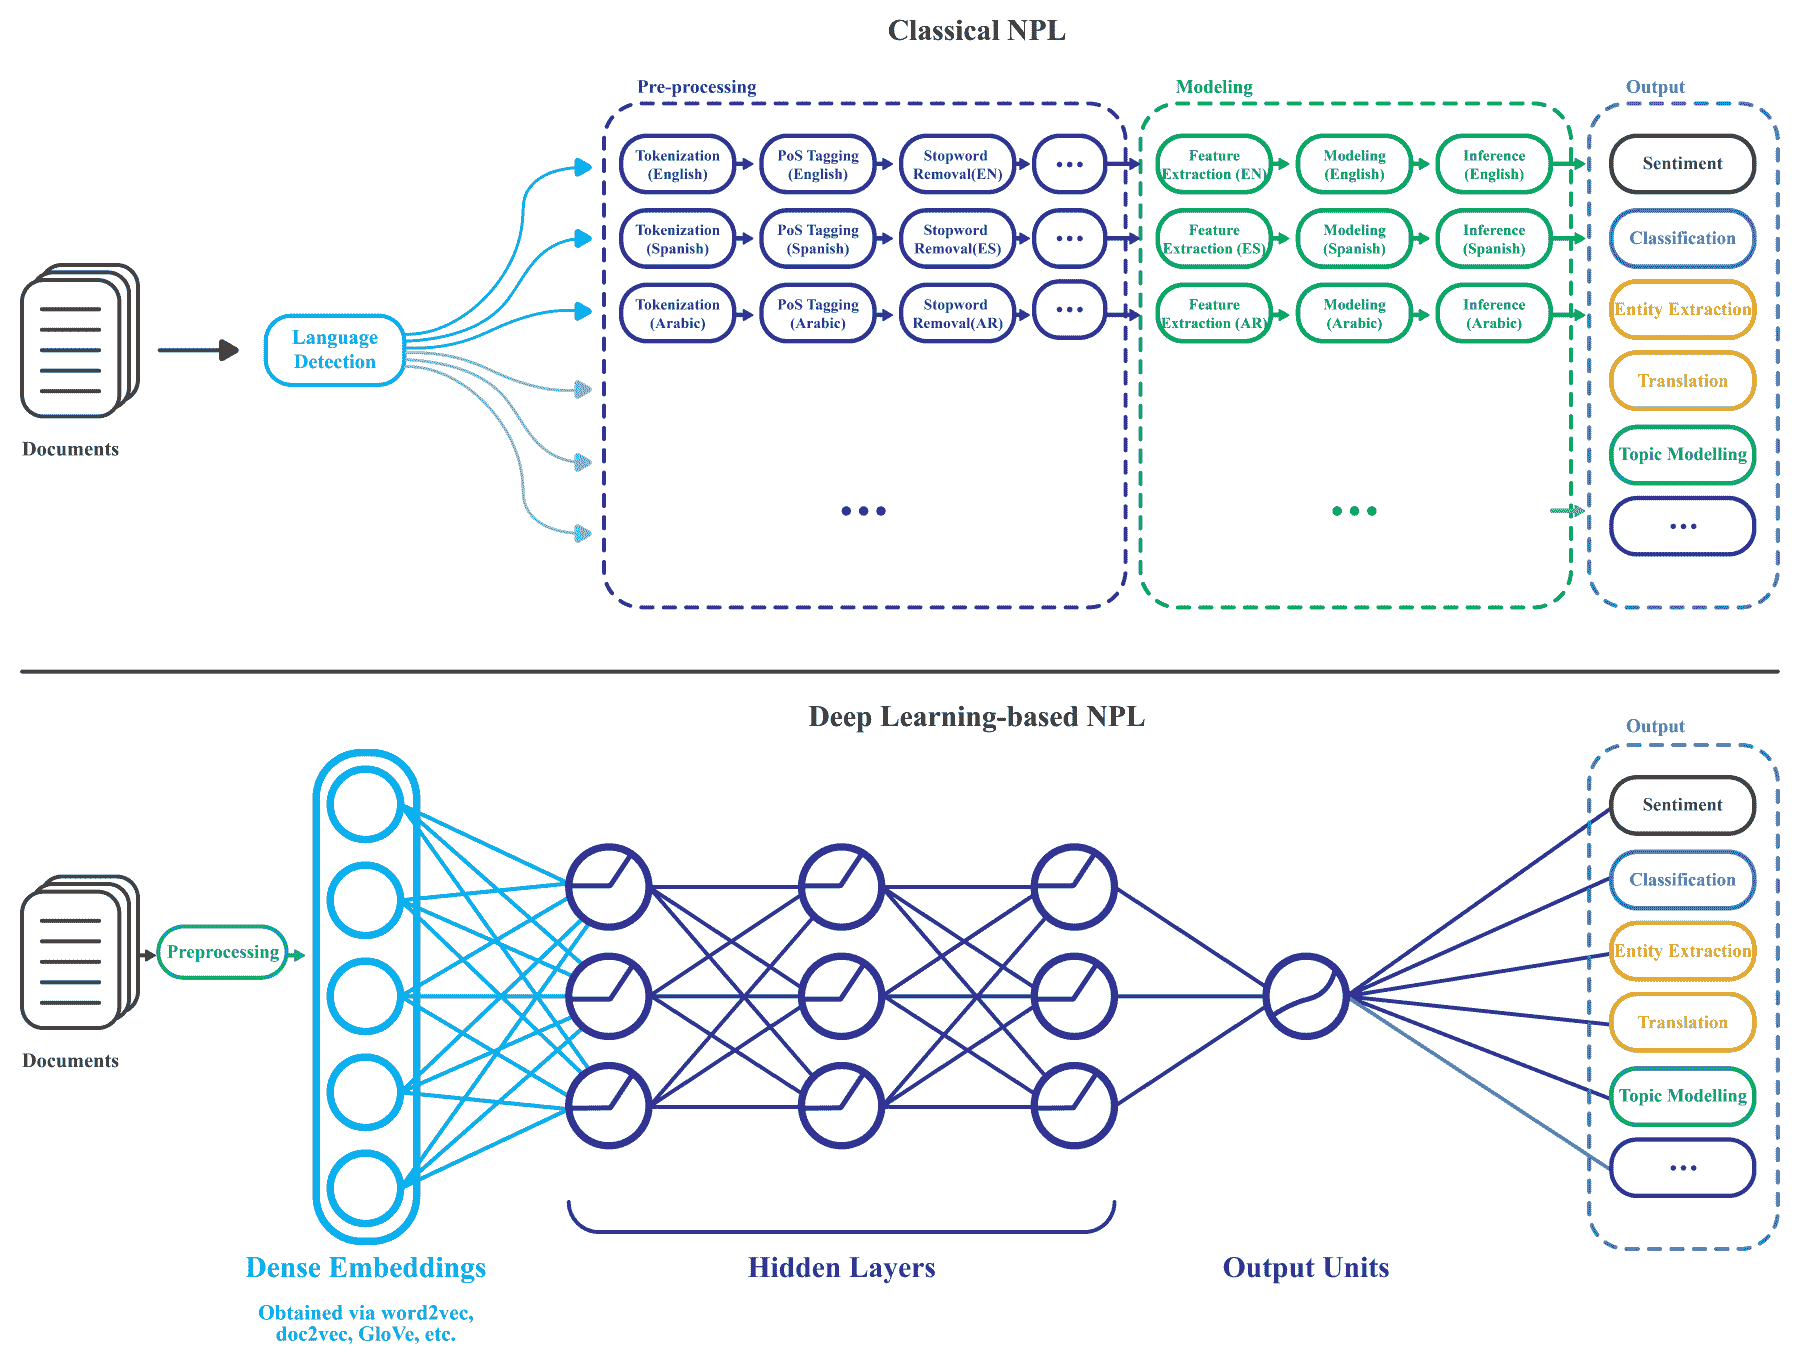 Classical NPL
Pre-processing
Modeling
Output
Documents
Language
Detection
Tokenization
(English)
PoS Tagging
(English)
Stopword
Removal(EN)
...
Feature
Extraction (EN)
Modeling
(English)
Inference
(English)
Tokenization
(Spanish)
PoS Tagging
(Spanish)
Stopword
Removal(ES)
...
Feature
Extraction (ES)
Modeling
(Spanish)
Inference
(Spanish)
Tokenization
(Arabic)
PoS Tagging
(Arabic)
Stopword
Removal(AR)
...
Feature
Extraction (AR)
Modeling
(Arabic)
Inference
(Arabic)
...
...
Sentiment
Classification
Entity Extraction
Translation
Topic Modelling
...
Deep Learning-based NPL
Output
Documents
Preprocessing
Dense Embeddings
Obtained via word2vec,
doc2vec, GloVe, etc.
Hidden Layers
Output Units
Sentiment
Classification
Entity Extraction
Translation
Topic Modelling
...